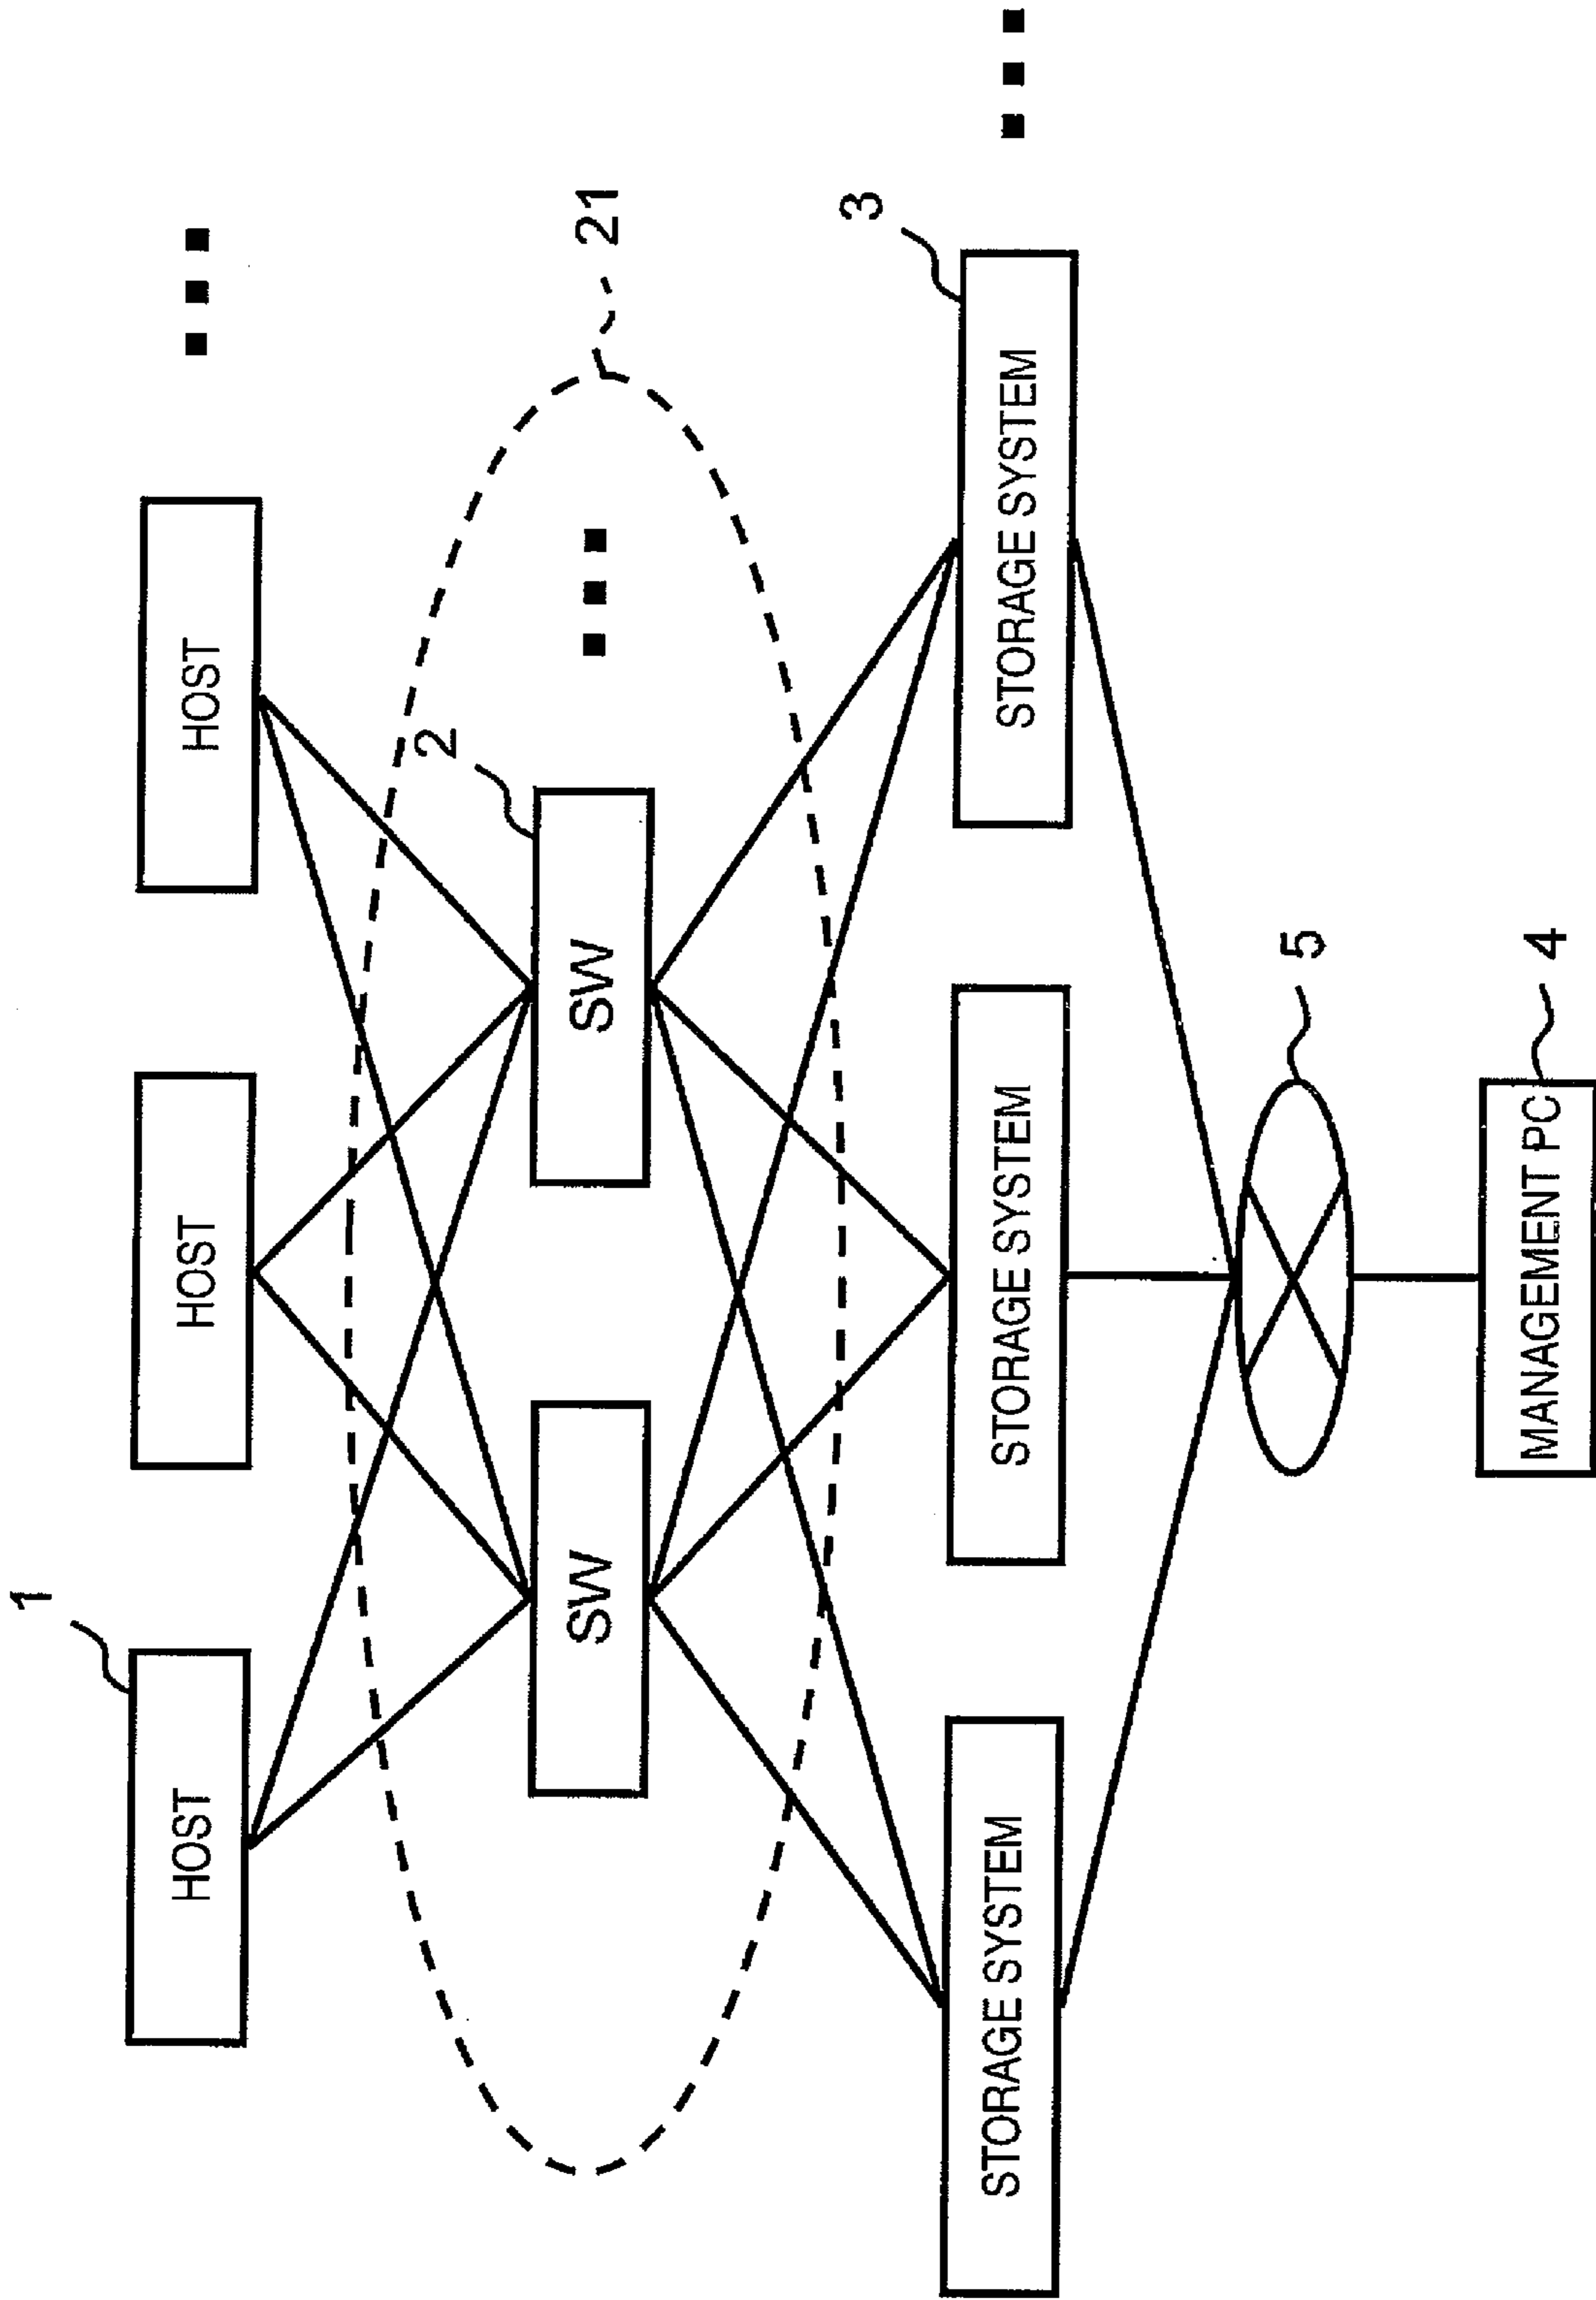 1
HOST
HOST
HOST
21
2
SW
SW
3
STORAGE SYSTEM
STORAGE SYSTEM
STORAGE SYSTEM
5
4
MANAGEMENT PC